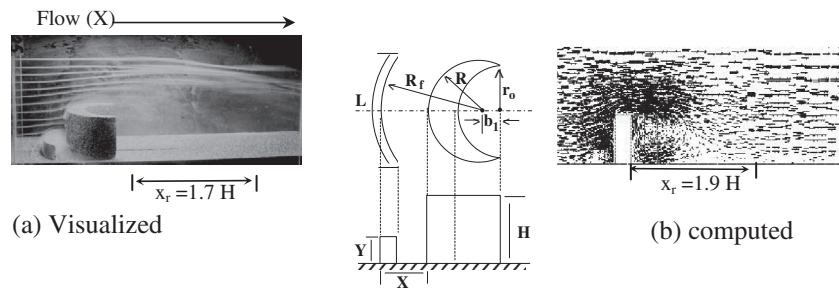 Flow (X)
x_r =1.7 H
(a) Visualized
L
R_f
R
r_o
b_1
Y
X
H
x_r =1.9 H
(b) computed